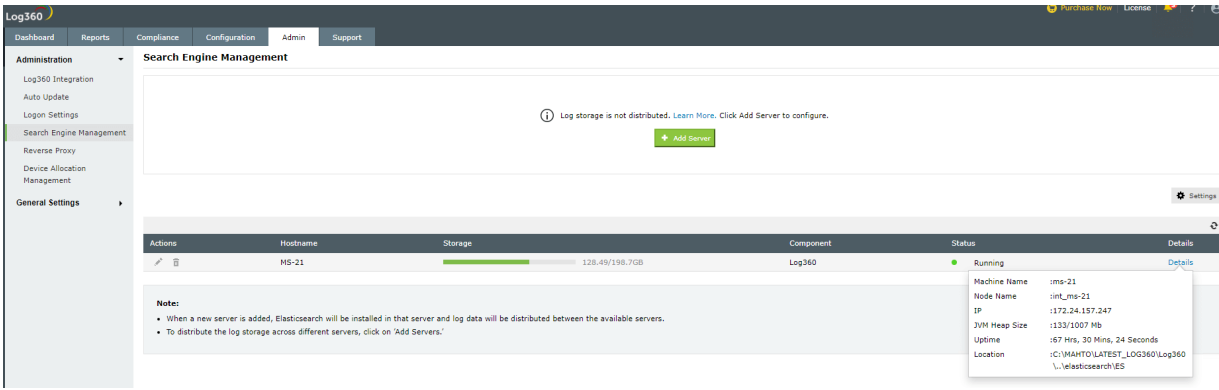 Log360
Purchase Now License ?
Dashboard Reports Compliance Configuration Admin Support
Administration
Log360 Integration
Auto Update
Logon Settings
Search Engine Management
Reverse Proxy
Device Allocation
Management
General Settings
Search Engine Management
Log storage is not distributed. Learn More. Click Add Server to configure.
+ Add Server
Settings
Actions Hostname Storage Component Status Details
MS-21 128.49/198.7GB Log360 Running Details
Machine Name :ms-21
Node Name :int_ms-21
IP :172.24.157.247
JVM Heap Size :133/1007 Mb
Uptime :67 Hrs, 30 Mins, 24 Seconds
Location :C:\MAHTO\LATEST_LOG360\Log360
\..\elasticsearch\ES
Note:
• When a new server is added, Elasticsearch will be installed in that server and log data will be distributed between the available servers.
• To distribute the log storage across different servers, click on 'Add Servers.'